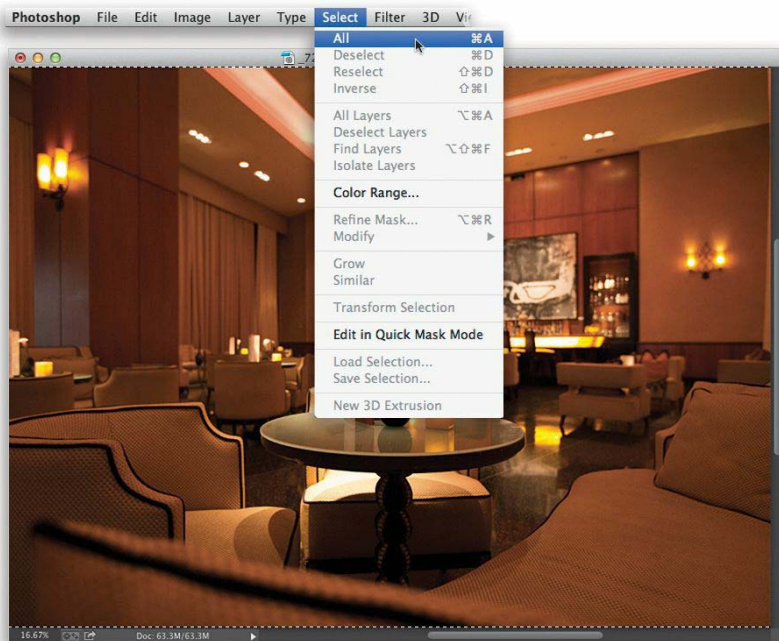 Photoshop File Edit Image Layer Type Select Filter 3D
All ⌘A
Deselect ⌘D
Reselect ⇧⌘D
Inverse ⇧⌘I
All Layers ⌥⌘A
Deselect Layers
Find Layers ⌥⇧⌘F
Isolate Layers
Color Range...
Refine Mask... ⌥⌘R
Modify ▶
Grow
Similar
Transform Selection
Edit in Quick Mask Mode
Load Selection...
Save Selection...
New 3D Extrusion
16.67% Doc: 63.3M/63.3M